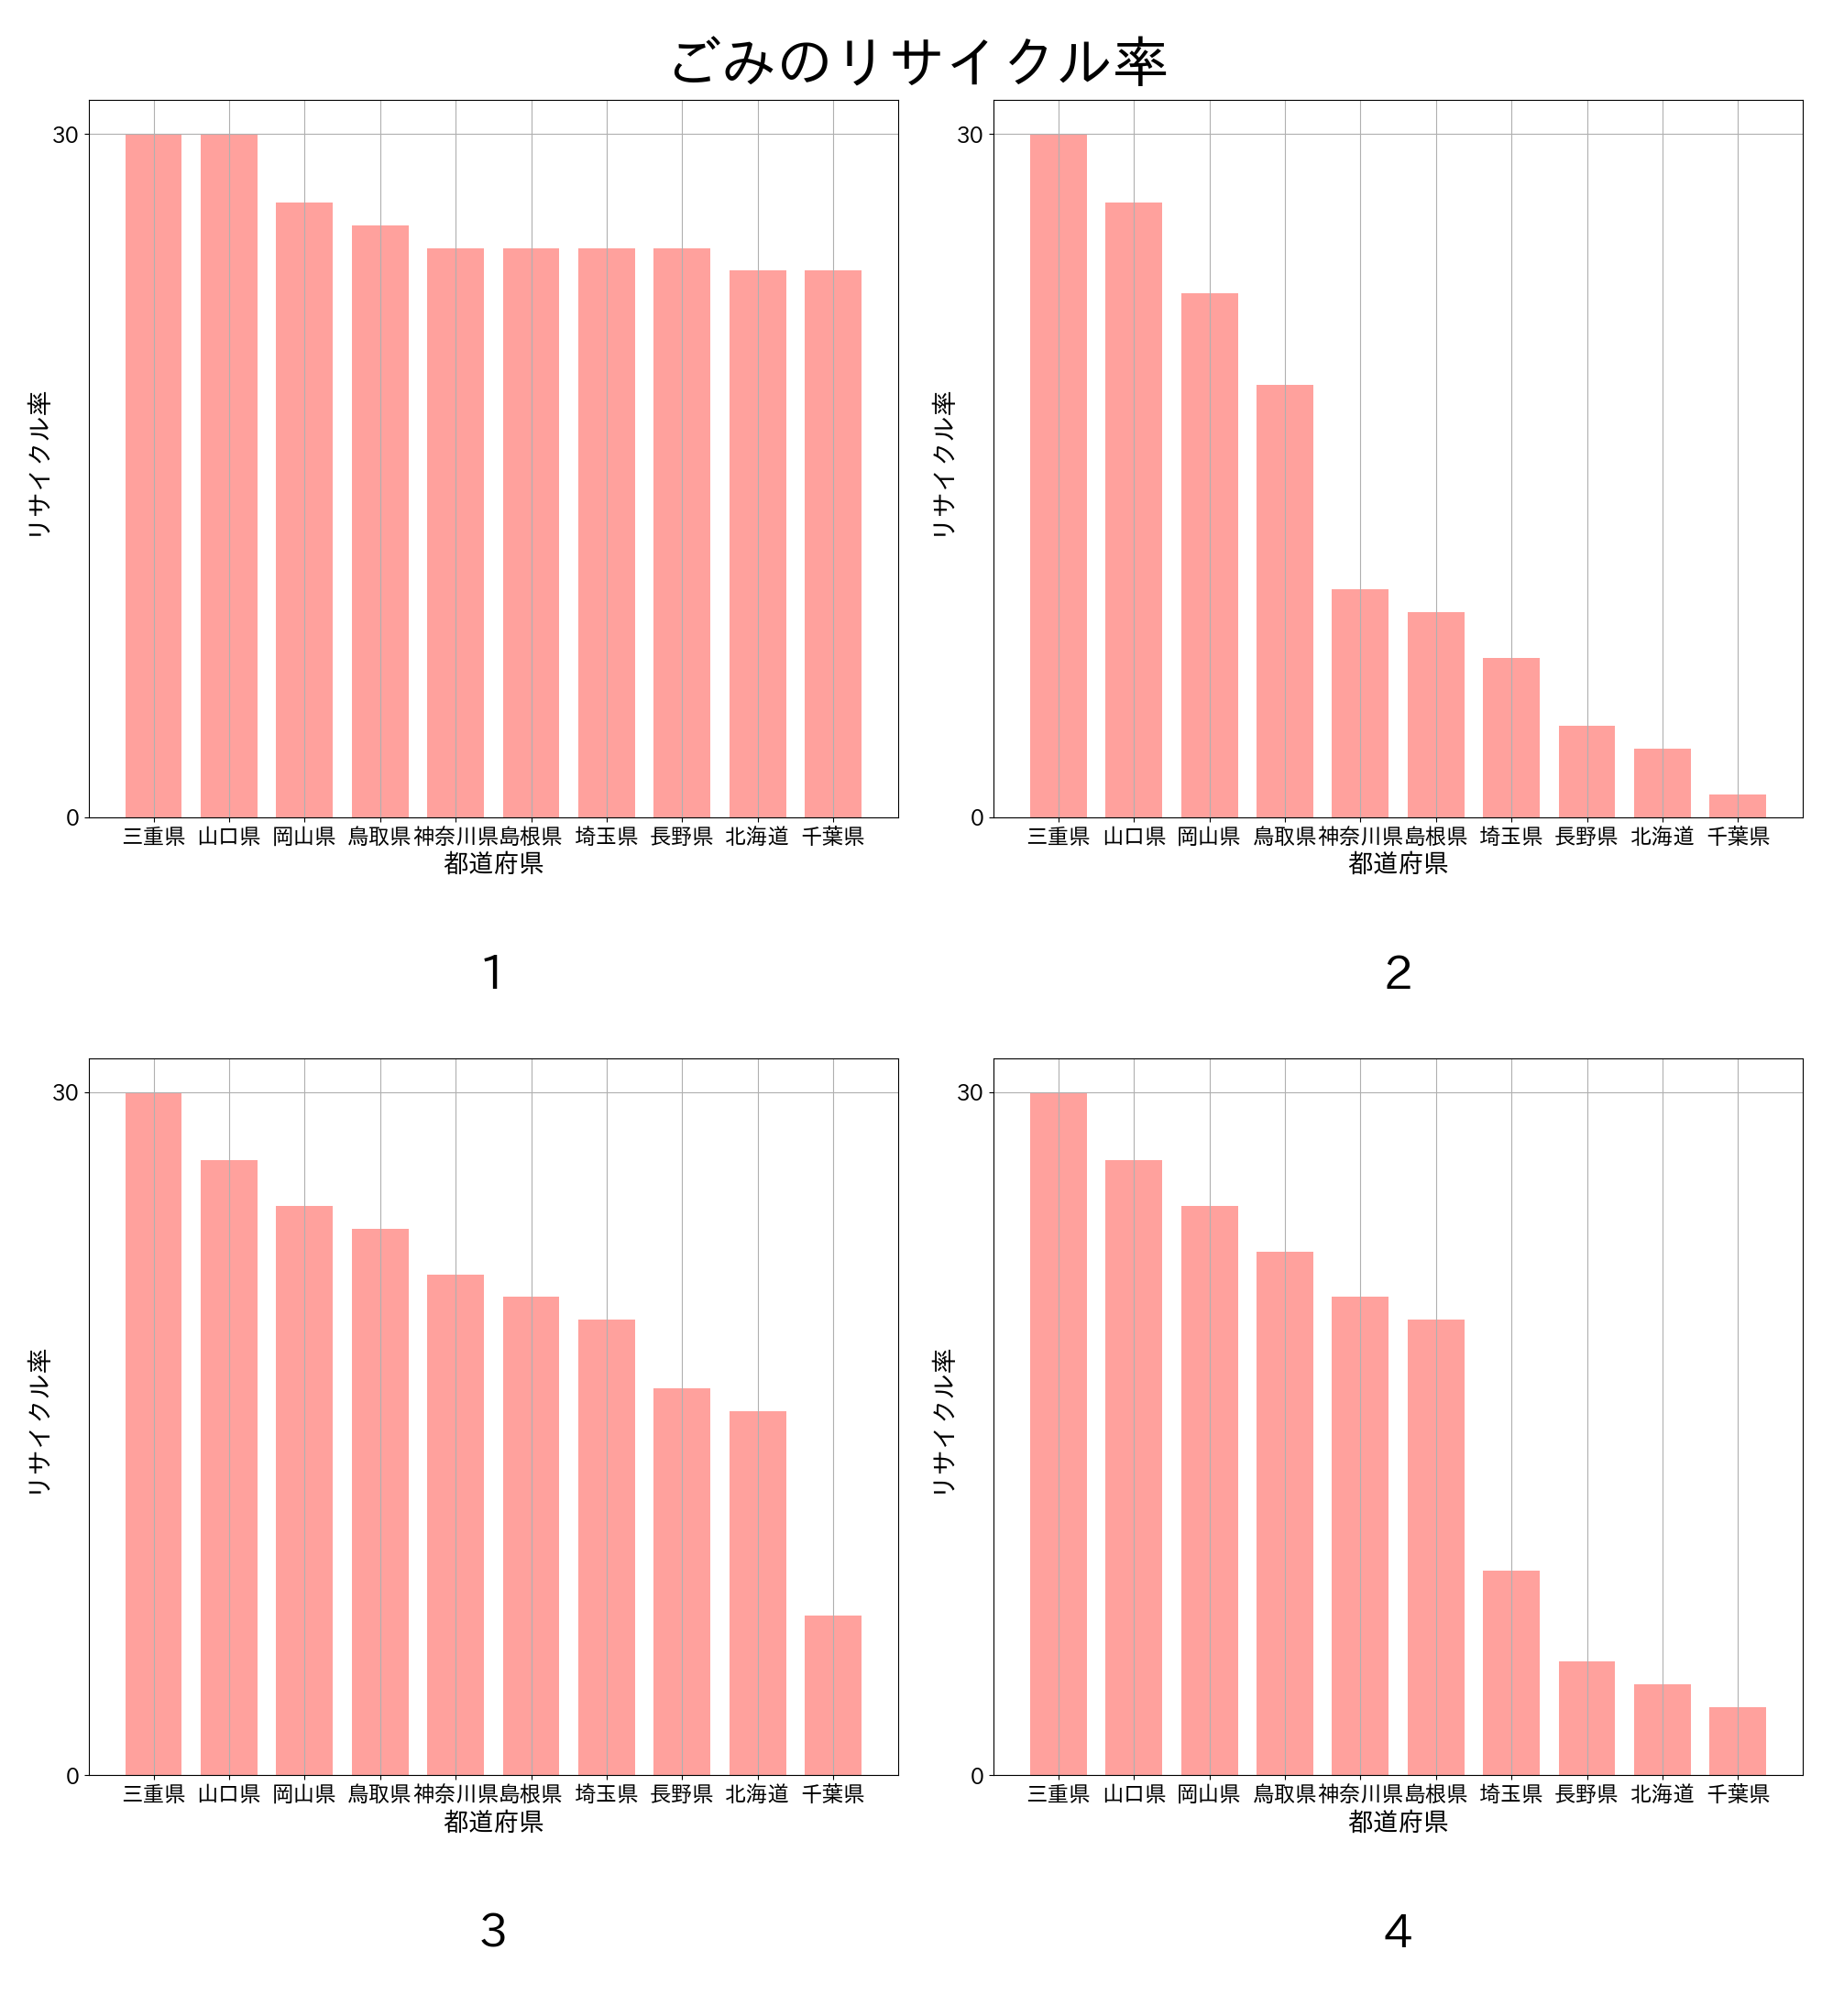 ごみのリサイクル率
30
0
リサイクル率
三重県 山口県 岡山県 鳥取県 神奈川県 島根県 埼玉県 長野県 北海道 千葉県
都道府県
1
30
0
リサイクル率
三重県 山口県 岡山県 鳥取県 神奈川県 島根県 埼玉県 長野県 北海道 千葉県
都道府県
2
30
0
リサイクル率
三重県 山口県 岡山県 鳥取県 神奈川県 島根県 埼玉県 長野県 北海道 千葉県
都道府県
3
30
0
リサイクル率
三重県 山口県 岡山県 鳥取県 神奈川県 島根県 埼玉県 長野県 北海道 千葉県
都道府県
4